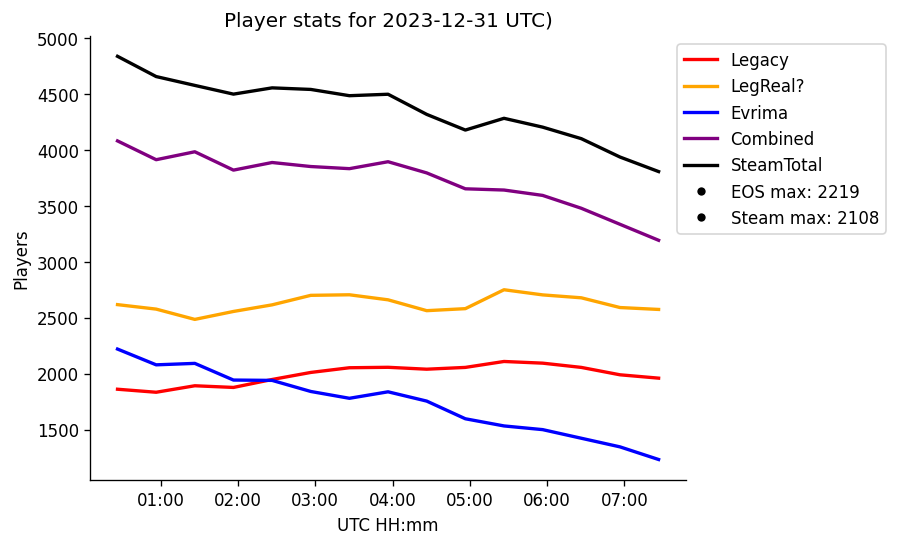 Player stats for 2023-12-31 UTC)
Players
5000
4500
4000
3500
3000
2500
2000
1500
01:00 02:00 03:00 04:00 05:00 06:00 07:00
UTC HH:mm
Legacy
LegReal?
Evrima
Combined
SteamTotal
EOS max: 2219
Steam max: 2108